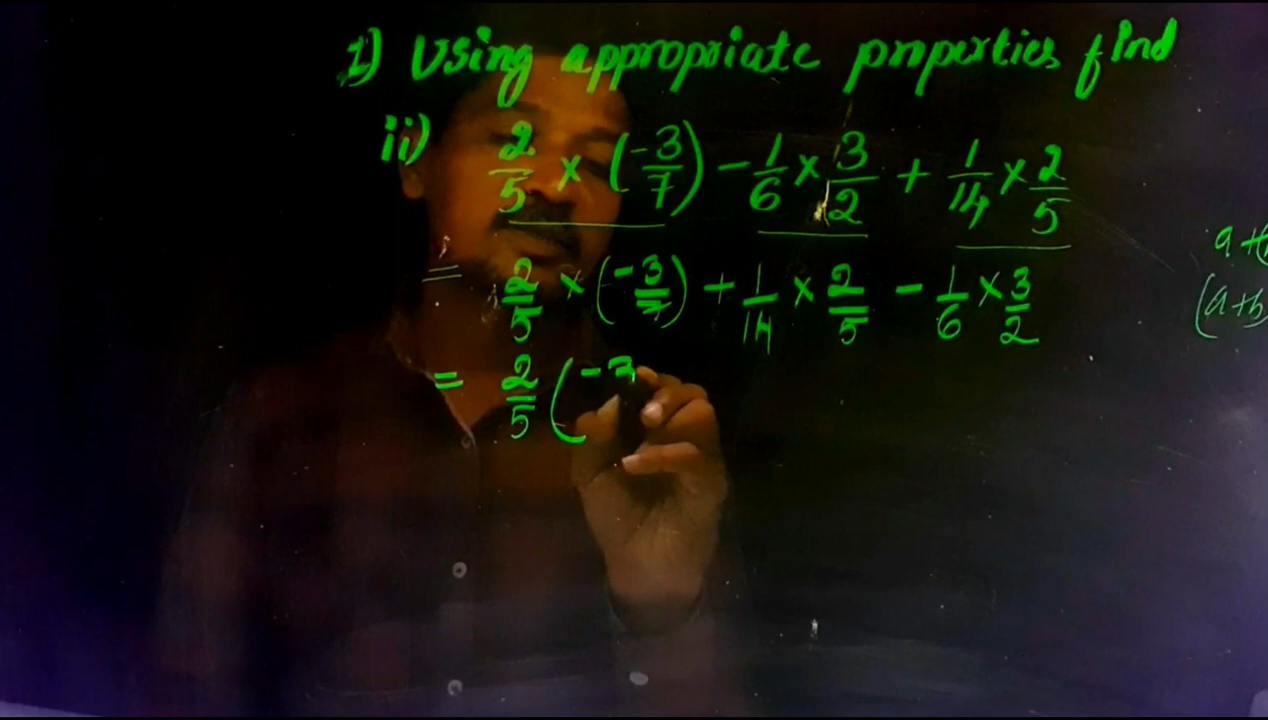 1) Using appropriate properties find
ii) 2/5 × (-3/7) - 1/6 × 3/2 + 1/14 × 2/5
= 2/5 × (-3/7) + 1/14 × 2/5 - 1/6 × 3/2
= 2/5 (-3
a+
(a+b)